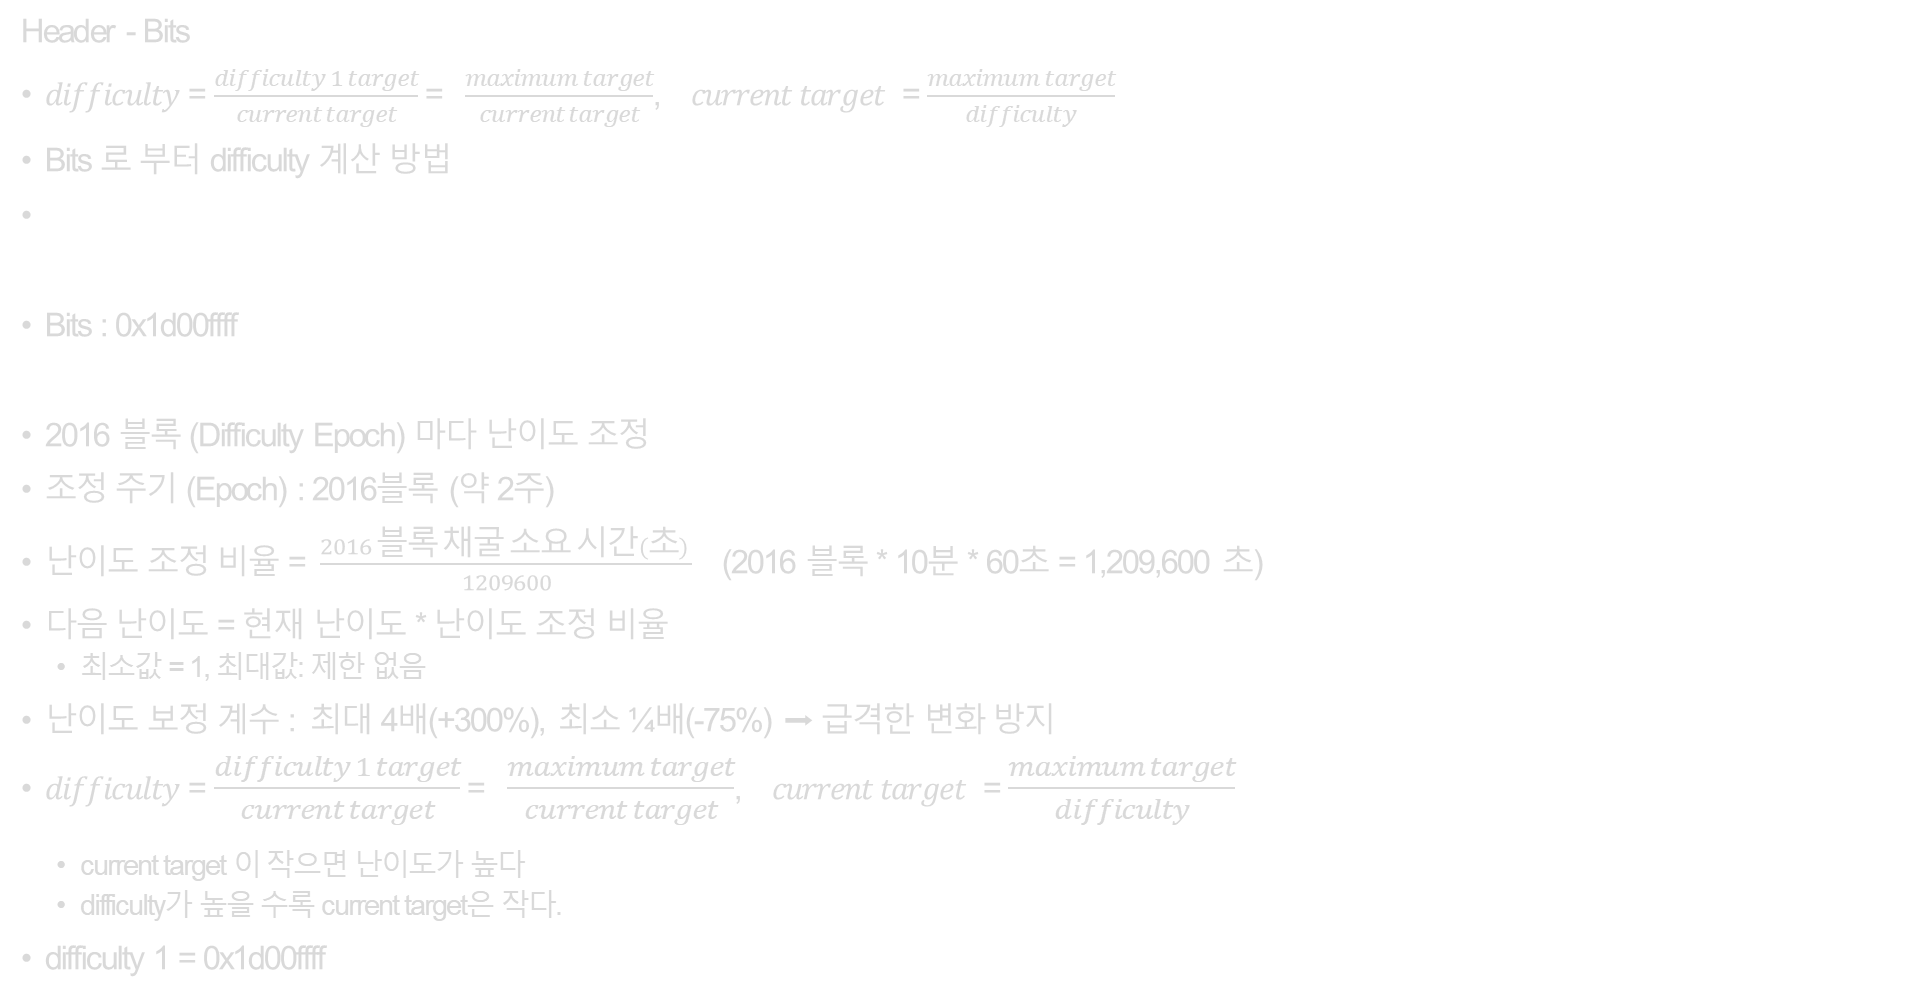 Header - Bits
• difficulty = difficulty 1 target / current target = maximum target / current target, current target = maximum target / difficulty
• Bits 로 부터 difficulty 계산 방법
•
• Bits : 0x1d00ffff
• 2016 블록 (Difficulty Epoch) 마다 난이도 조정
• 조정 주기 (Epoch) : 2016블록 (약 2주)
• 난이도 조정 비율 = 2016 블록 채굴 소요 시간(초) / 1209600 (2016 블록 * 10분 * 60초 = 1,209,600 초)
• 다음 난이도 = 현재 난이도 * 난이도 조정 비율
• 최소값 = 1, 최대값: 제한 없음
• 난이도 보정 계수 : 최대 4배(+300%), 최소 ¼배(-75%) ➡ 급격한 변화 방지
• difficulty = difficulty 1 target / current target = maximum target / current target, current target = maximum target / difficulty
• current target 이 작으면 난이도가 높다
• difficulty가 높을 수록 current target은 작다.
• difficulty 1 = 0x1d00ffff